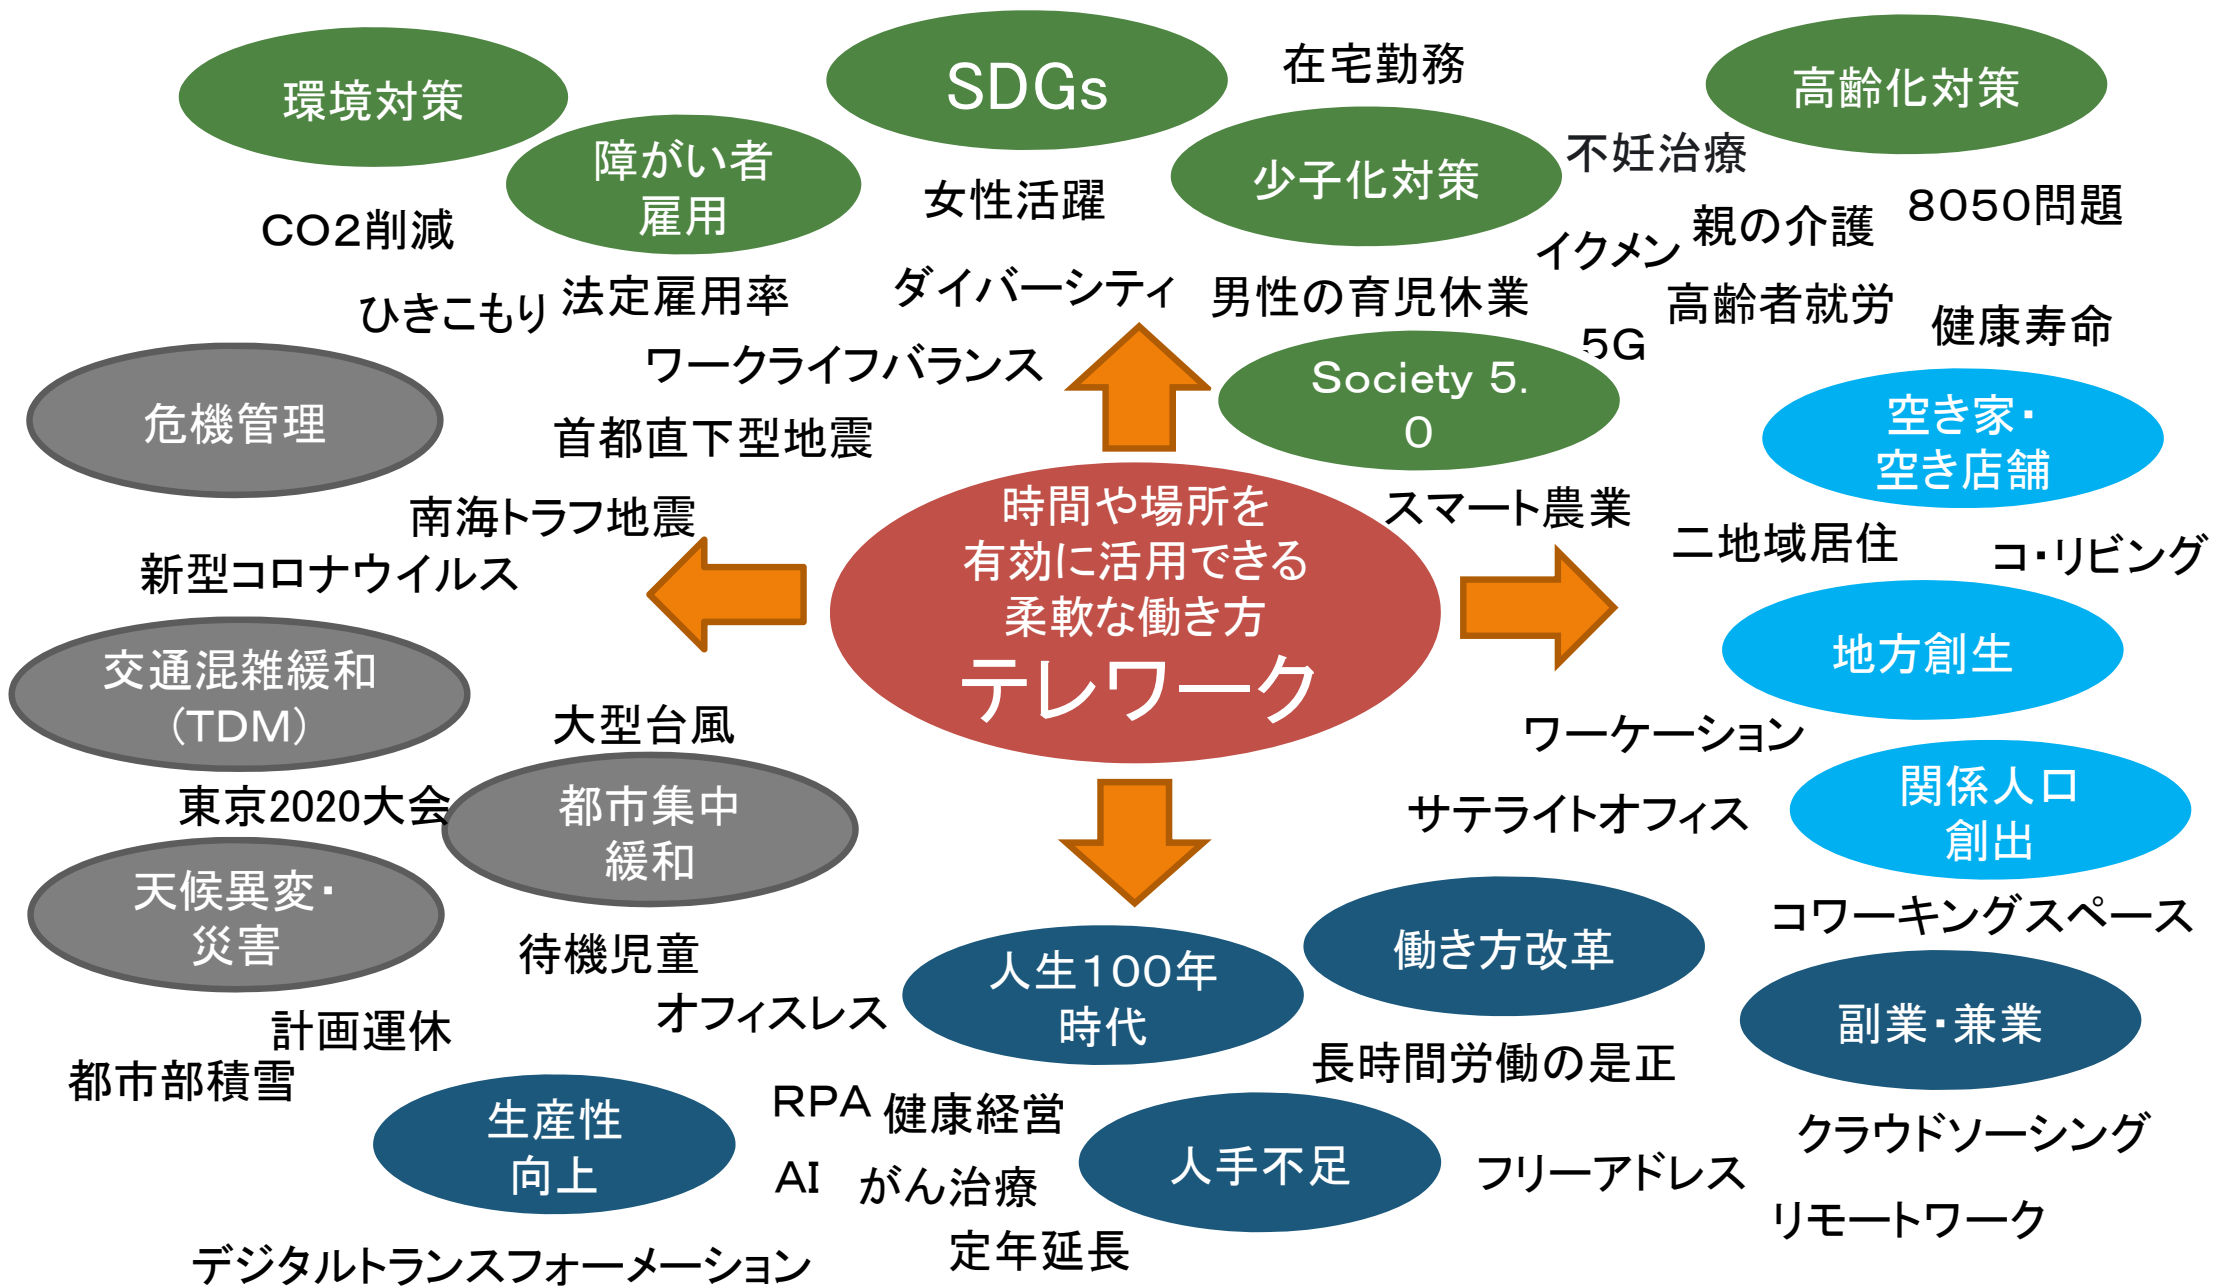 環境対策
SDGs
在宅勤務
高齢化対策
障がい者
雇用
少子化対策
不妊治療
CO2削減
女性活躍
イクメン
親の介護
8050問題
ひきこもり
法定雇用率
ダイバーシティ
男性の育児休業
高齢者就労
健康寿命
5G
ワークライフバランス
Society 5.
0
危機管理
首都直下型地震
空き家・
空き店舗
南海トラフ地震
時間や場所を
有効に活用できる
柔軟な働き方
テレワーク
スマート農業
二地域居住
コ・リビング
新型コロナウイルス
地方創生
交通混雑緩和
(TDM)
大型台風
ワーケーション
東京2020大会
都市集中
緩和
サテライトオフィス
関係人口
創出
天候異変・
災害
待機児童
オフィスレス
人生100年
時代
働き方改革
コワーキングスペース
副業・兼業
計画運休
都市部積雪
長時間労働の是正
生産性
向上
RPA
健康経営
AI
がん治療
人手不足
フリーアドレス
クラウドソーシング
リモートワーク
定年延長
デジタルトランスフォーメーション